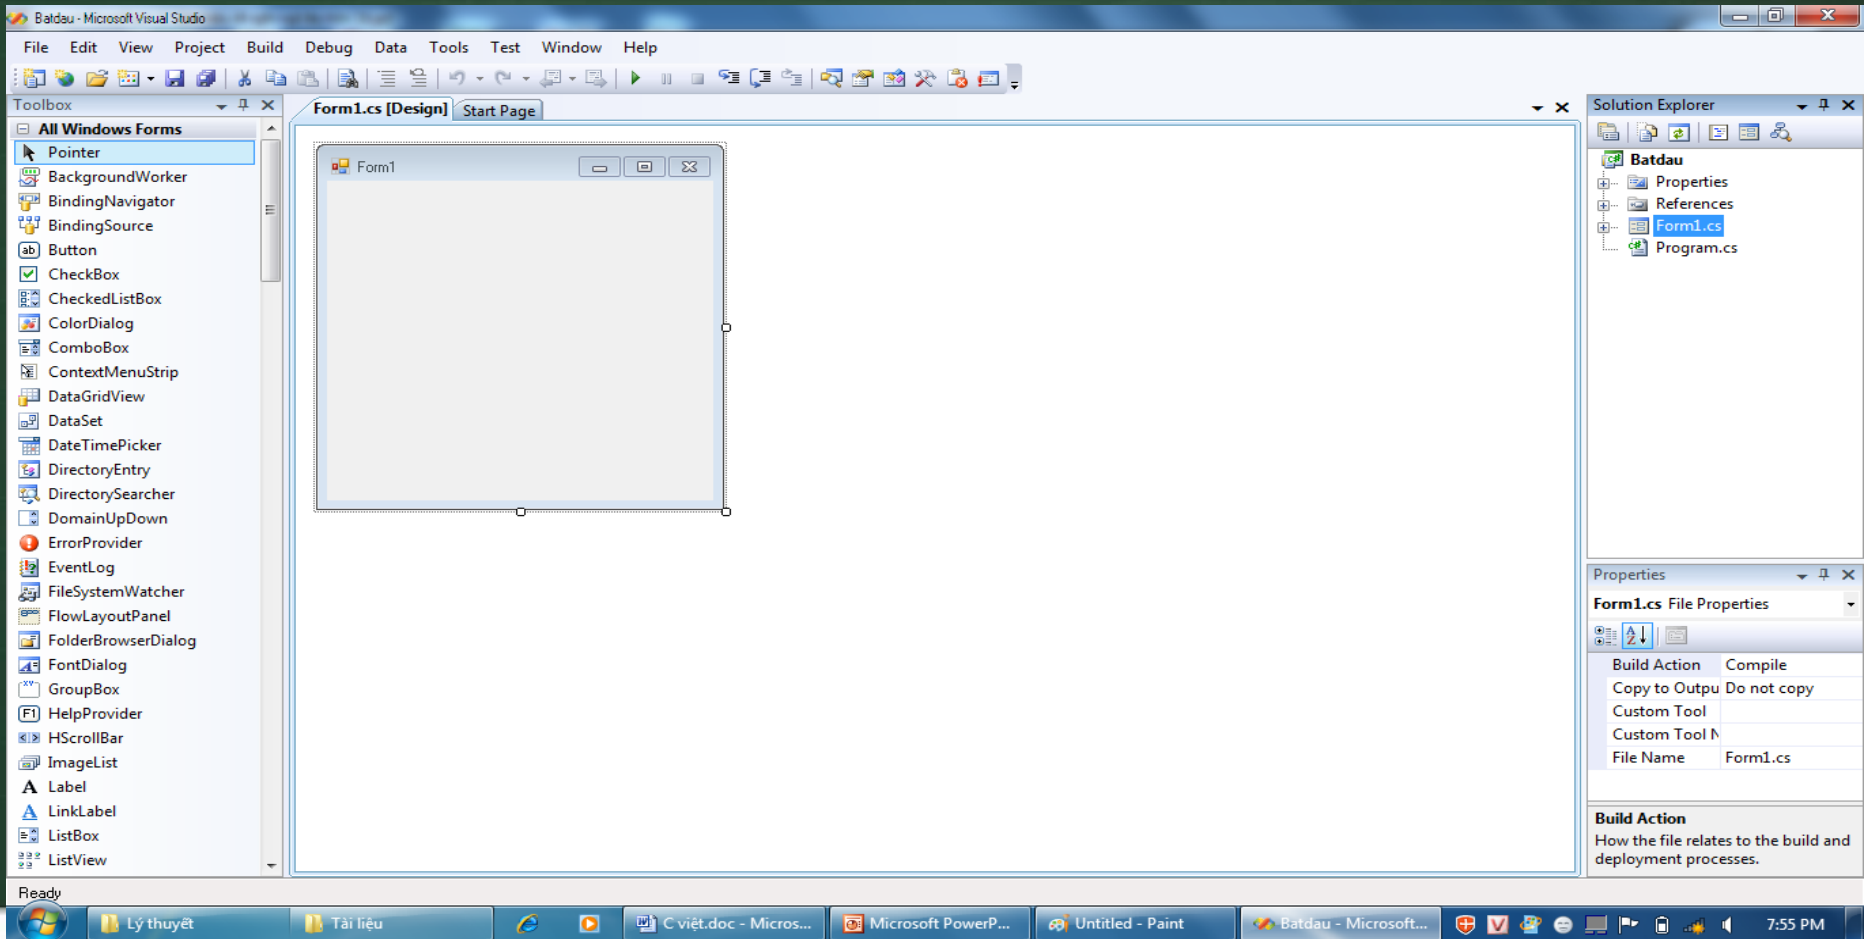 Batdau - Microsoft Visual Studio
File Edit View Project Build Debug Data Tools Test Window Help
Toolbox
All Windows Forms
Pointer
BackgroundWorker
BindingNavigator
BindingSource
Button
CheckBox
CheckedListBox
ColorDialog
ComboBox
ContextMenuStrip
DataGridView
DataSet
DateTimePicker
DirectoryEntry
DirectorySearcher
DomainUpDown
ErrorProvider
EventLog
FileSystemWatcher
FlowLayoutPanel
FolderBrowserDialog
FontDialog
GroupBox
HelpProvider
HScrollBar
ImageList
Label
LinkLabel
ListBox
ListView
Form1.cs [Design] Start Page
Form1
Solution Explorer
Batdau
Properties
References
Form1.cs
Program.cs
Properties
Form1.cs File Properties
Build Action Compile
Copy to Outpu Do not copy
Custom Tool
Custom Tool N
File Name Form1.cs
Build Action
How the file relates to the build and
deployment processes.
Ready
Lý thuyết Tài liệu C việt.doc - Micros... Microsoft PowerP... Untitled - Paint Batdau - Microsoft... 7:55 PM